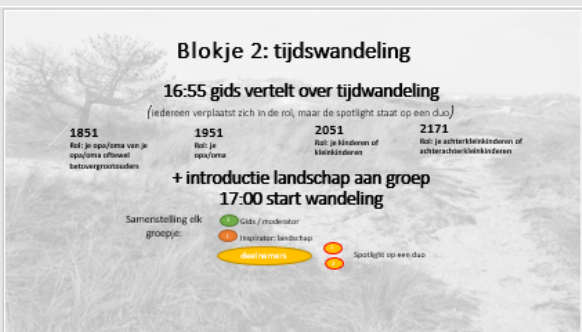 Blokje 2: tijdswandeling
16:55 gids vertelt over tijdwandeling
(iedereen verplaatst zich in de rol, maar de spotlight staat op een duo)
1851
Rol: je opa/oma van je
opa/oma oftewel
betovergrootouders
1951
Rol: je
opa/oma
2051
Rol: je kinderen of
kleinkinderen
2171
Rol: je achterkleinkinderen of
achterachterkleinkinderen
+ introductie landschap aan groep
17:00 start wandeling
Samenstelling elk
groepje:
Gids / moderator
Inspirator: landschap
deelnemers
Spotlight op een duo